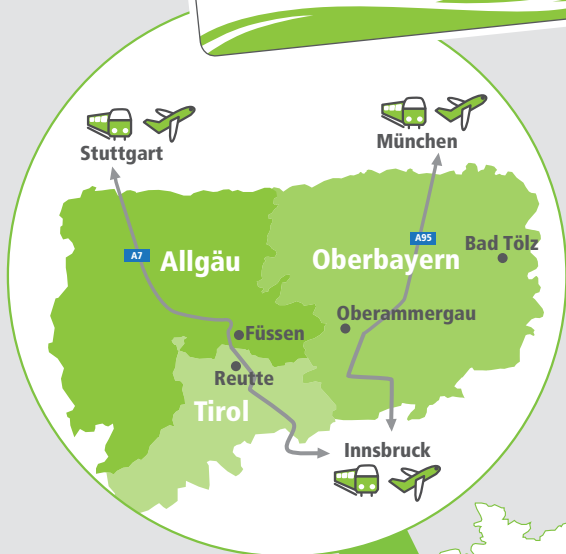 Stuttgart
München
A7
A95
Allgäu
Oberbayern
Bad Tölz
Oberammergau
Füssen
Reutte
Tirol
Innsbruck